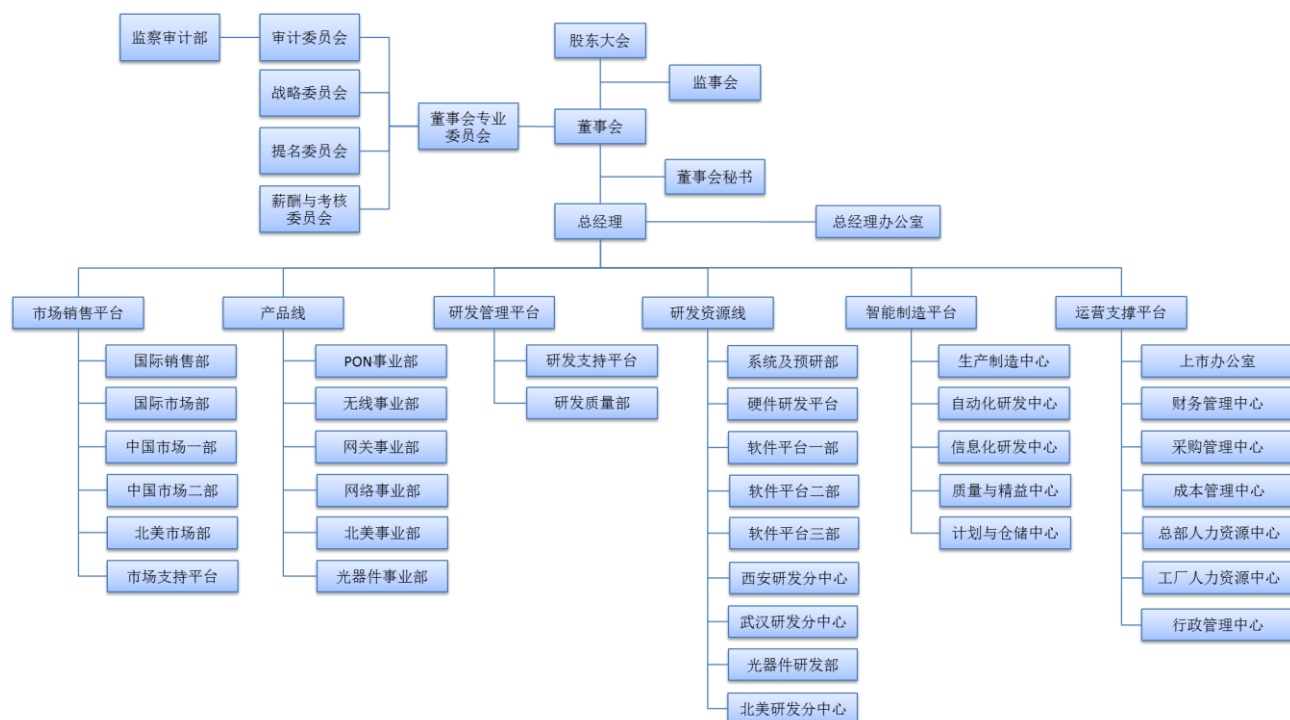 监察审计部
审计委员会
战略委员会
提名委员会
薪酬与考核
委员会
董事会专业
委员会
股东大会
监事会
董事会
董事会秘书
总经理
总经理办公室
市场销售平台
国际销售部
国际市场部
中国市场一部
中国市场二部
北美市场部
市场支持平台
产品线
PON事业部
无线事业部
网关事业部
网络事业部
北美事业部
光器件事业部
研发管理平台
研发支持平台
研发质量部
研发资源线
系统及预研部
硬件研发平台
软件平台一部
软件平台二部
软件平台三部
西安研发分中心
武汉研发分中心
光器件研发部
北美研发分中心
智能制造平台
生产制造中心
自动化研发中心
信息化研发中心
质量与精益中心
计划与仓储中心
运营支撑平台
上市办公室
财务管理中心
采购管理中心
成本管理中心
总部人力资源中心
工厂人力资源中心
行政管理中心